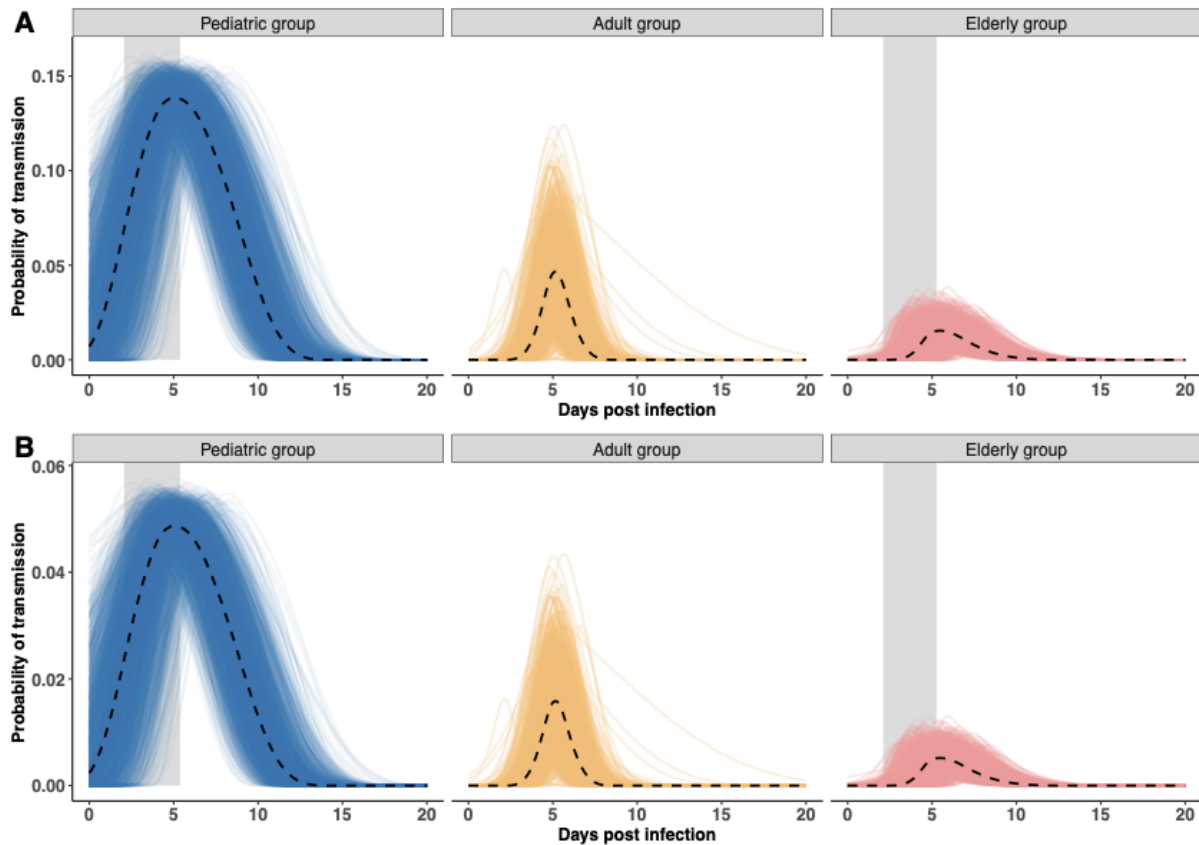 A
Pediatric group Adult group Elderly group
Probability of transmission
0.15
0.10
0.05
0.00
0 5 10 15 20 0 5 10 15 20 0 5 10 15 20
Days post infection
B
Pediatric group Adult group Elderly group
Probability of transmission
0.06
0.04
0.02
0.00
0 5 10 15 20 0 5 10 15 20 0 5 10 15 20
Days post infection